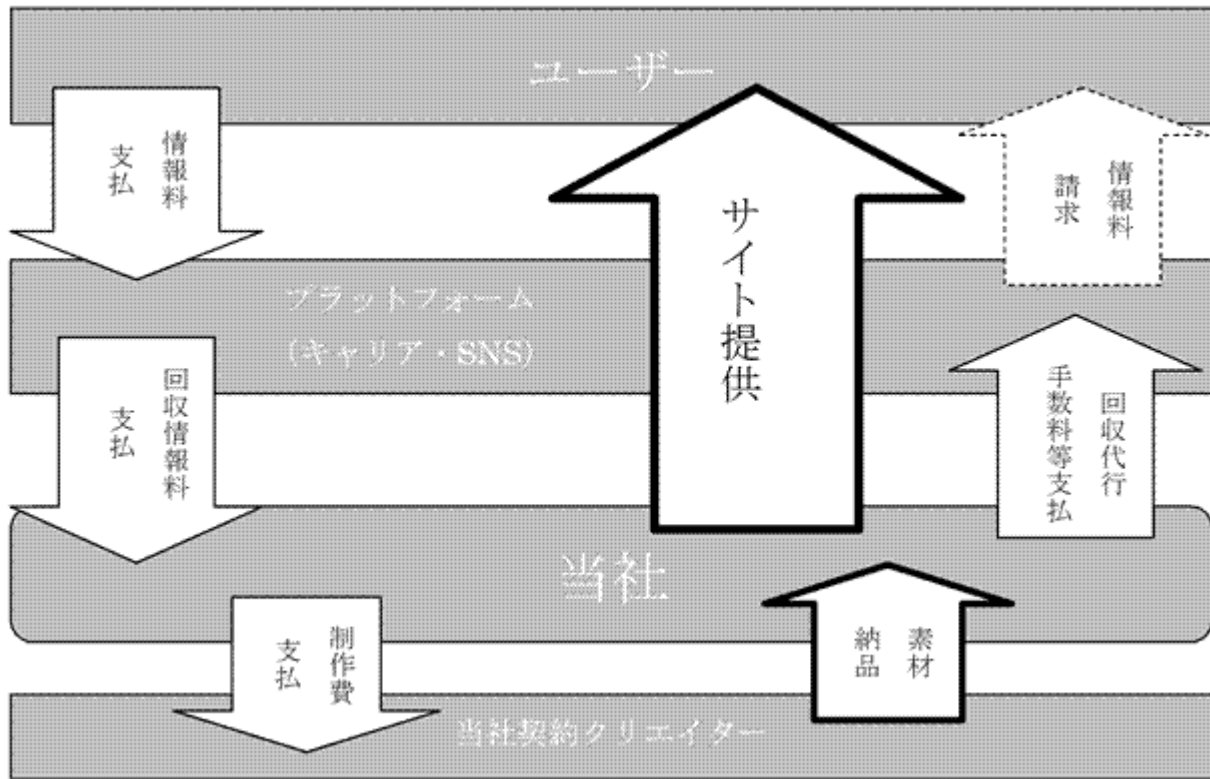 ユーザー
情報料
支払
サイト提供
情報料
請求
プラットフォーム
(キャリア・SNS)
回収情報料
支払
回収代行
手数料等支払
当社
制作費
支払
素材
納品
当社契約クリエイター